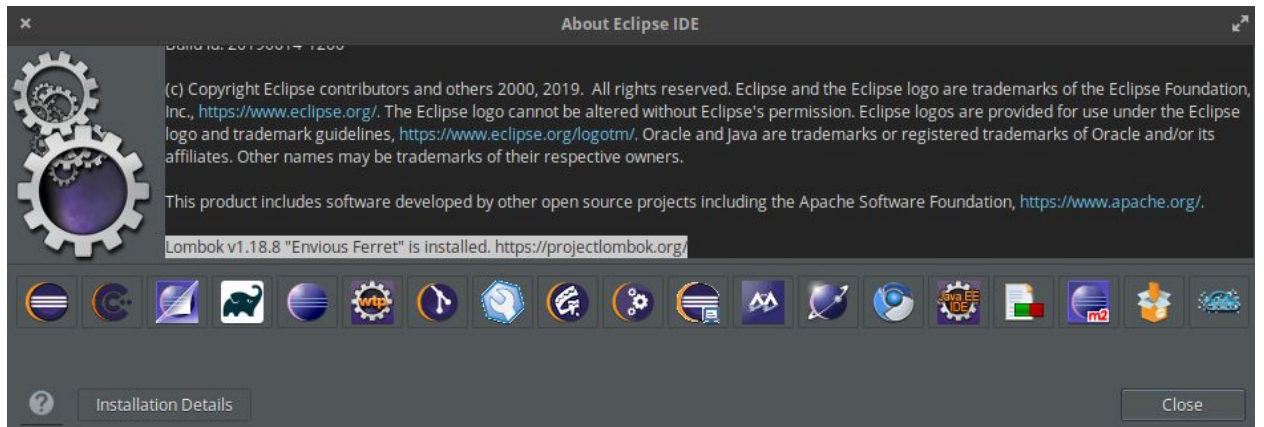 About Eclipse IDE
(c) Copyright Eclipse contributors and others 2000, 2019.  All rights reserved. Eclipse and the Eclipse logo are trademarks of the Eclipse Foundation,
Inc., https://www.eclipse.org/. The Eclipse logo cannot be altered without Eclipse's permission. Eclipse logos are provided for use under the Eclipse
logo and trademark guidelines, https://www.eclipse.org/logotm/. Oracle and Java are trademarks or registered trademarks of Oracle and/or its
affiliates. Other names may be trademarks of their respective owners.
This product includes software developed by other open source projects including the Apache Software Foundation, https://www.apache.org/.
Lombok v1.18.8 "Envious Ferret" is installed. https://projectlombok.org/
wtp
Java EE
IDE
m2
Installation Details
Close